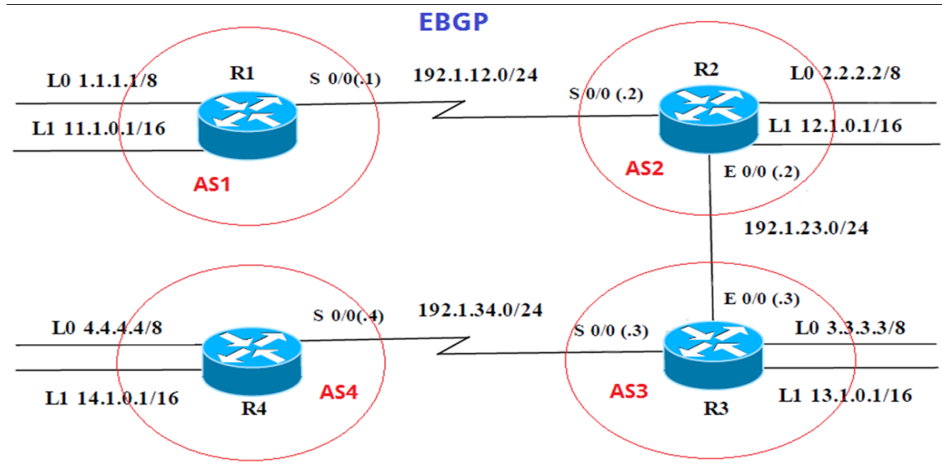 EBGP
L0 1.1.1.1/8
R1
S 0/0(.1)
192.1.12.0/24
S 0/0 (.2)
R2
L0 2.2.2.2/8
L1 11.1.0.1/16
L1 12.1.0.1/16
AS1
AS2
E 0/0 (.2)
192.1.23.0/24
L0 4.4.4.4/8
S 0/0(.4)
192.1.34.0/24
S 0/0 (.3)
E 0/0 (.3)
L0 3.3.3.3/8
L1 14.1.0.1/16
R4
AS4
AS3
R3
L1 13.1.0.1/16